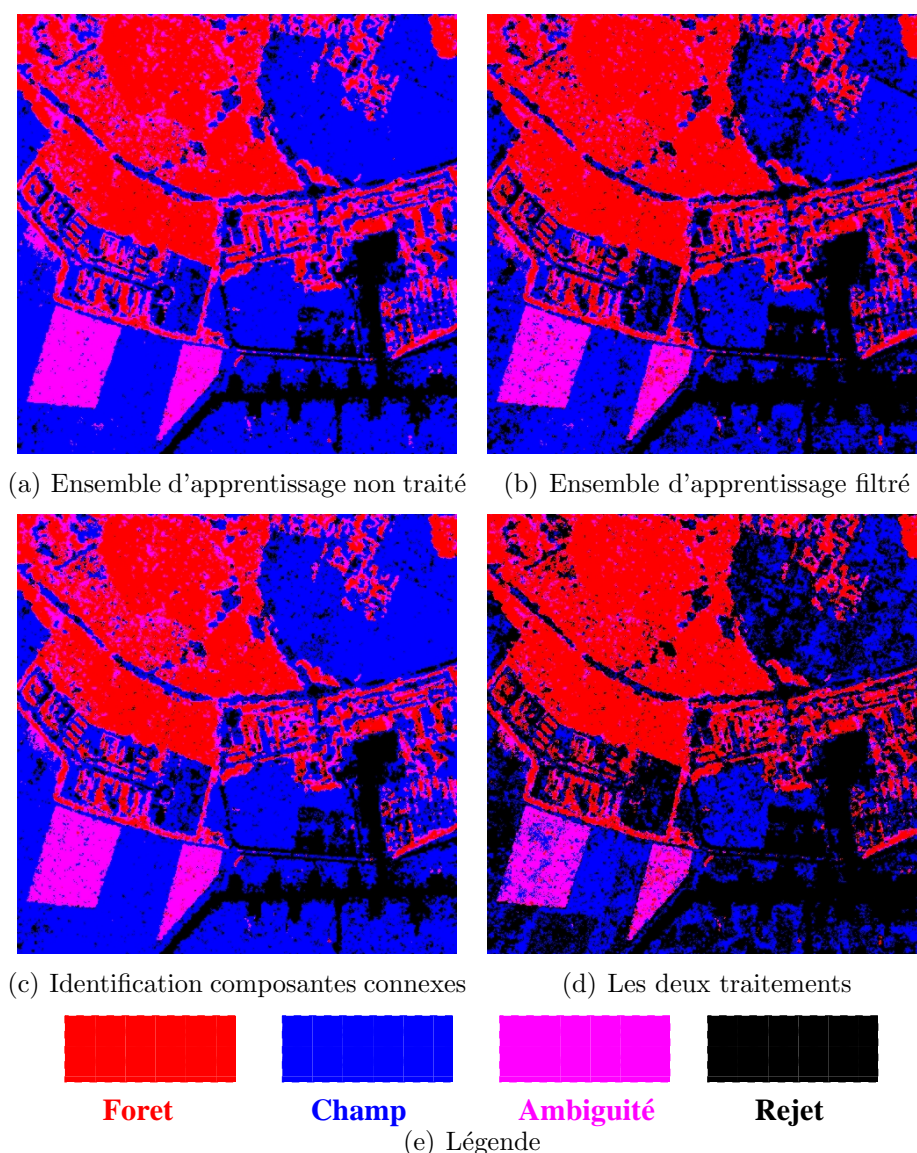 (a) Ensemble d'apprentissage non traité
(b) Ensemble d'apprentissage filtré
(c) Identification composantes connexes
(d) Les deux traitements
Foret
Champ
Ambiguité
Rejet
(e) Légende